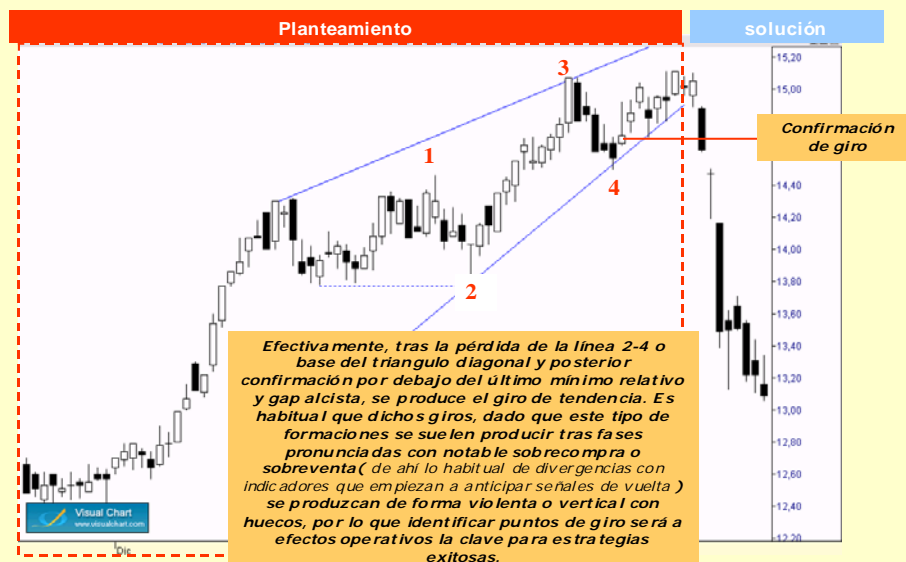 Planteamiento
solución
15,20
15,00
Confirmación
de giro
14,40
14,20
14,00
13,80
13,60
13,40
13,20
13,00
12,80
12,60
12,40
12,20
3
1
4
2
Efectivamente, tras la pérdida de la línea 2-4 o
base del triangulo diagonal y posterior
confirmación por debajo del último mínimo relativo
y gap alcista, se produce el giro de tendencia. Es
habitual que dichos giros, dado que este tipo de
formaciones se suelen producir tras fases
pronunciadas con notable sobrecompra o
sobreventa( de ahí lo habitual de divergencias con
indicadores que empiezan a anticipar señales de vuelta )
se produzcan de forma violenta o vertical con
huecos, por lo que identificar puntos de giro será a
efectos operativos la clave para estrategias
exitosas.
Visual Chart
www.visualchart.com
Dic